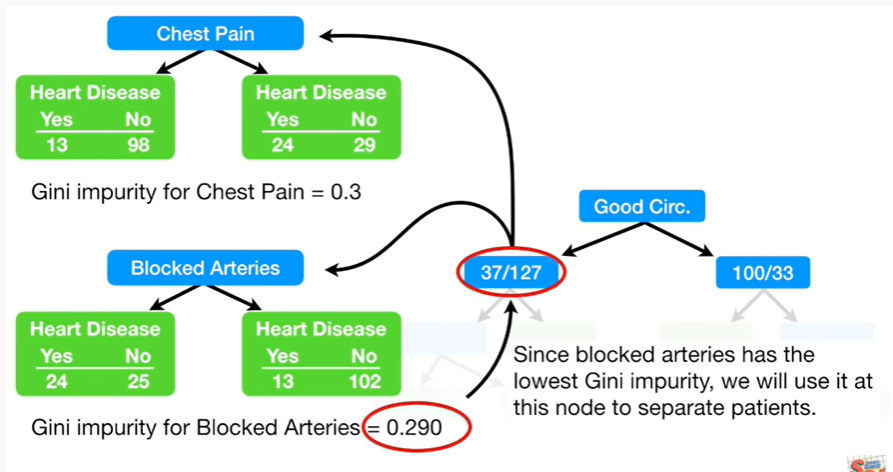 Chest Pain
Heart Disease
Yes No
13 98
Heart Disease
Yes No
24 29
Gini impurity for Chest Pain = 0.3
Good Circ.
37/127
100/33
Blocked Arteries
Heart Disease
Yes No
24 25
Heart Disease
Yes No
13 102
Gini impurity for Blocked Arteries = 0.290
Since blocked arteries has the
lowest Gini impurity, we will use it at
this node to separate patients.